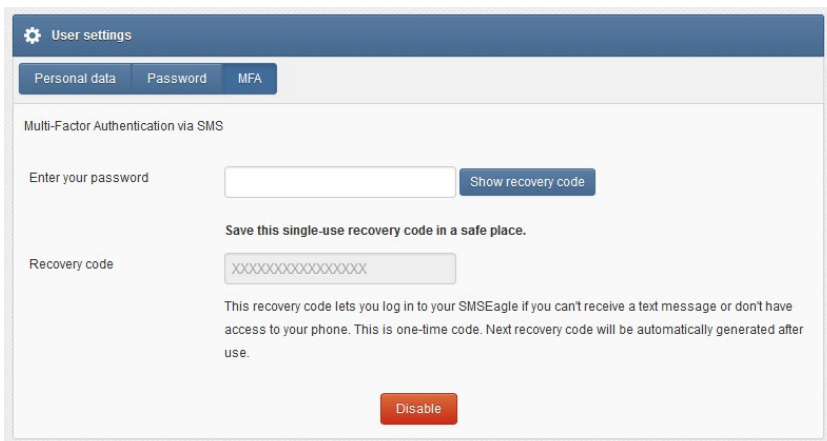 User settings
Personal data Password MFA
Multi-Factor Authentication via SMS
Enter your password Show recovery code
Save this single-use recovery code in a safe place.
Recovery code XXXXXXXXXXXXXXXX
This recovery code lets you log in to your SMSEagle if you can't receive a text message or don't have
access to your phone. This is one-time code. Next recovery code will be automatically generated after
use.
Disable